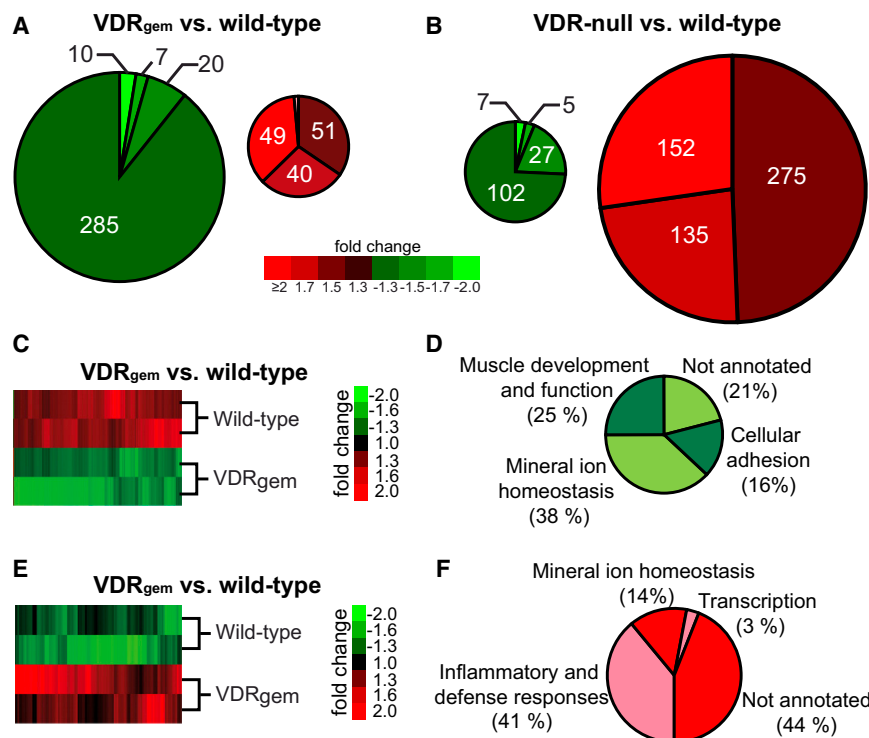 A
VDRgem vs. wild-type
10
7
20
285
49
51
40
B
VDR-null vs. wild-type
7
5
27
102
152
275
135
fold change
≥2 1.7 1.5 1.3 -1.3 -1.5 -1.7 -2.0
C
VDRgem vs. wild-type
Wild-type
VDRgem
fold change
-2.0
-1.6
-1.3
1.0
1.3
1.6
2.0
D
Muscle development
and function
(25 %)
Not annotated
(21%)
Cellular
adhesion
(16%)
Mineral ion
homeostasis
(38 %)
E
VDRgem vs. wild-type
Wild-type
VDRgem
fold change
-2.0
-1.6
-1.3
1.0
1.3
1.6
2.0
F
Mineral ion homeostasis
(14%)
Transcription
(3 %)
Inflammatory and
defense responses
(41 %)
Not annotated
(44 %)